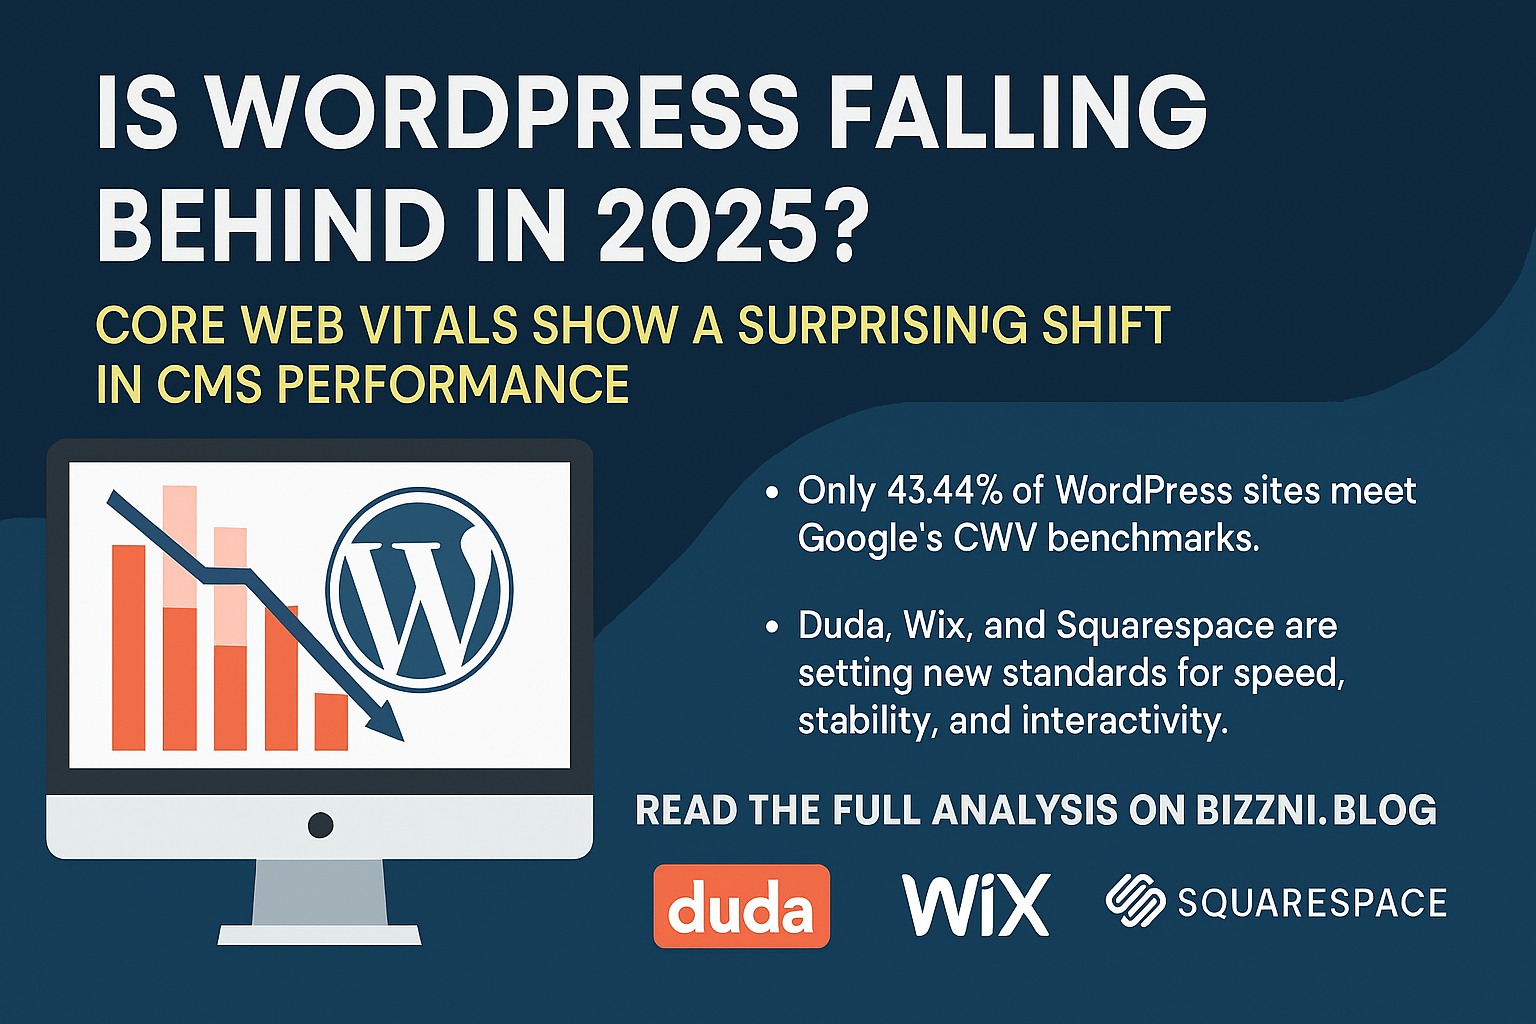 IS WORDPRESS FALLING
BEHIND IN 2025?
CORE WEB VITALS SHOW A SURPRISIN'G SHIFT
IN CMS PERFORMANCE
W
• Only 43.44% of WordPress sites meet
Google's CWV benchmarks.
• Duda, Wix, and Squarespace are
setting new standards for speed,
stability, and interactivity.
READ THE FULL ANALYSIS ON BIZZNI.BLOG
duda WiX SQUARESPACE